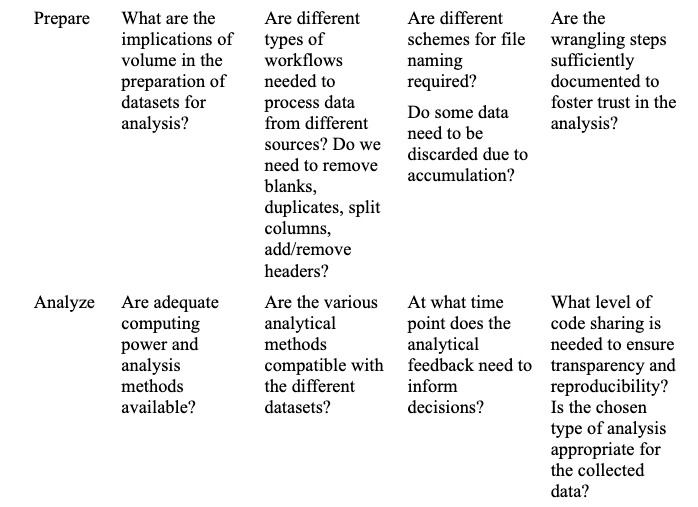 Prepare
What are the
implications of
volume in the
preparation of
datasets for
analysis?
Are different
types of
workflows
needed to
process data
from different
sources? Do we
need to remove
blanks,
duplicates, split
columns,
add/remove
headers?
Are different
schemes for file
naming
required?
Do some data
need to be
discarded due to
accumulation?
Are the
wrangling steps
sufficiently
documented to
foster trust in the
analysis?
Analyze
Are adequate
computing
power and
analysis
methods
available?
Are the various
analytical
methods
compatible with
the different
datasets?
At what time
point does the
analytical
feedback need to
inform
decisions?
What level of
code sharing is
needed to ensure
transparency and
reproducibility?
Is the chosen
type of analysis
appropriate for
the collected
data?